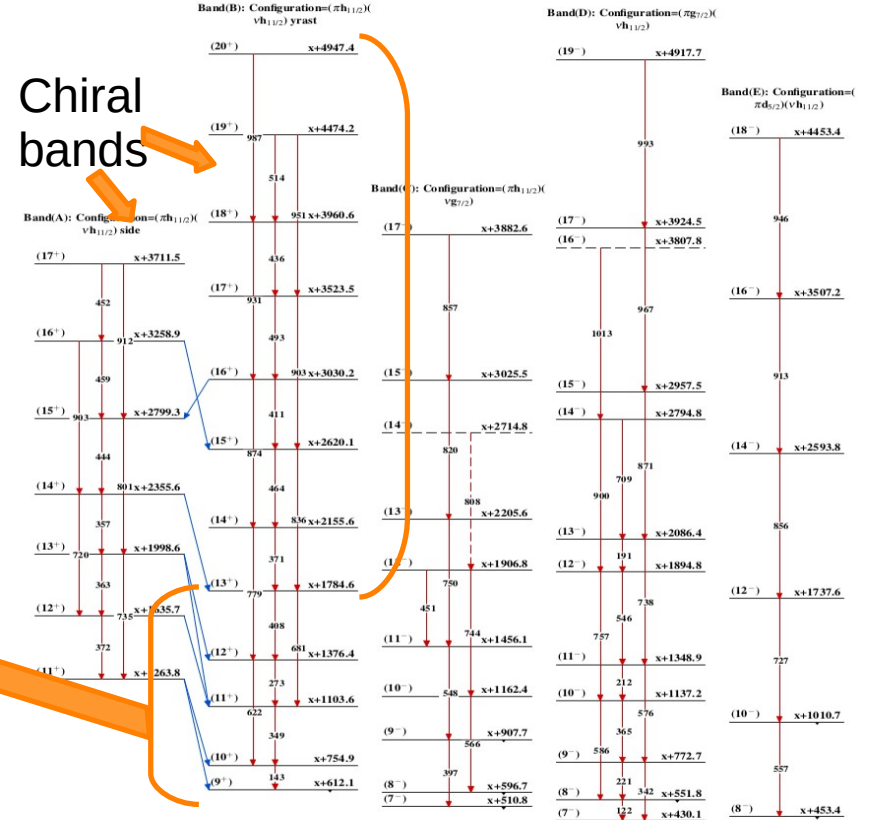 Chiral
bands
Band(A): Configuration=(πh11/2)(
νh11/2) side
(17+) x+3711.5
452
912
(16+) x+3258.9
459
903
(15+) x+2799.3
444
801
(14+) x+2355.6
357
720
(13+) x+1998.6
363
735
(12+) x+1635.7
372
(11+) x+1263.8
Band(B): Configuration=(πh11/2)(
νh11/2) yrast
(20+) x+4947.4
987
(19+) x+4474.2
514
951
(18+) x+3960.6
436
931
(17+) x+3523.5
493
903
(16+) x+3030.2
411
874
(15+) x+2620.1
464
836
(14+) x+2155.6
371
779
(13+) x+1784.6
408
681
(12+) x+1376.4
273
622
(11+) x+1103.6
349
(10+) x+754.9
143
(9+) x+612.1
Band(C): Configuration=(πh11/2)(
νg7/2)
(17−) x+3882.6
857
(15−) x+3025.5
820
(14−) x+2714.8
808
(13−) x+2205.6
750
(12−) x+1906.8
451
744
(11−) x+1456.1
548
(10−) x+1162.4
566
(9−) x+907.7
397
(8−) x+596.7
(7−) x+510.8
Band(D): Configuration=(πg7/2)(
νh11/2)
(19−) x+4917.7
993
(17−) x+3924.5
967
(16−) x+3807.8
1013
(15−) x+2957.5
871
(14−) x+2794.8
709
900
(13−) x+2086.4
191
738
(12−) x+1894.8
546
757
(11−) x+1348.9
212
576
(10−) x+1137.2
365
586
(9−) x+772.7
221
342
(8−) x+551.8
122
(7−) x+430.1
Band(E): Configuration=(
πd5/2)(νh11/2)
(18−) x+4453.4
946
(16−) x+3507.2
913
(14−) x+2593.8
856
(12−) x+1737.6
727
(10−) x+1010.7
557
(8−) x+453.4